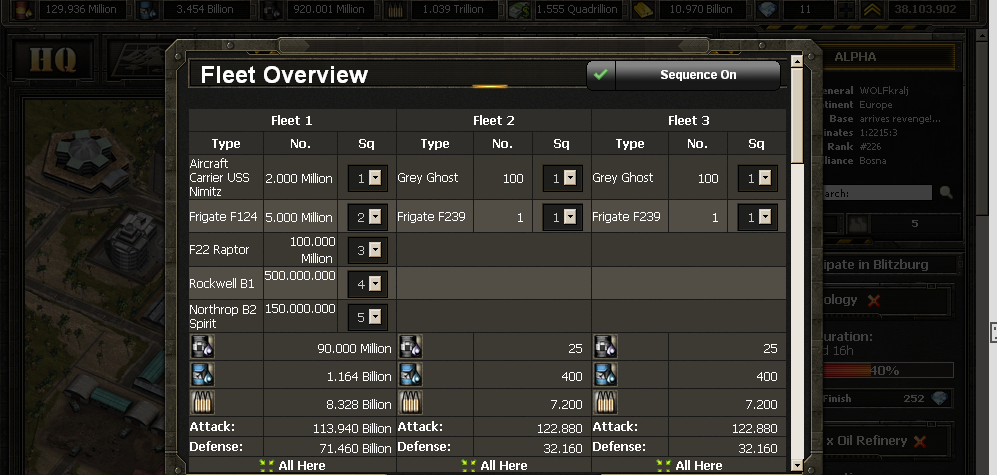 129.936 Million 3.454 Billion 920.001 Million 1.039 Trillion 1.555 Quadrillion 10.970 Billion 11 38.103.902
HQ
ALPHA
Fleet Overview
Sequence On
eneral WOLFkralj
tinent Europe
Base arrives revenge!...
inates 1:2215:3
Rank #226
lliance Bosna
arch:
5
Fleet 1 Fleet 2 Fleet 3
Type No. Sq Type No. Sq Type No. Sq
Aircraft
Carrier USS
Nimitz
2.000 Million 1 Grey Ghost 100 1 Grey Ghost 100 1
Frigate F124 5.000 Million 2 Frigate F239 1 1 Frigate F239 1 1
F22 Raptor 100.000
Million 3
Rockwell B1 500.000.000 4
Northrop B2
Spirit 150.000.000 5
90.000 Million 25 25
1.164 Billion 400 400
8.328 Billion 7.200 7.200
Attack: 113.940 Billion Attack: 122.880 Attack: 122.880
Defense: 71.460 Billion Defense: 32.160 Defense: 32.160
All Here All Here All Here
ipate in Blitzburg
ology
uration:
d 16h
40%
Finish 252
x Oil Refinery